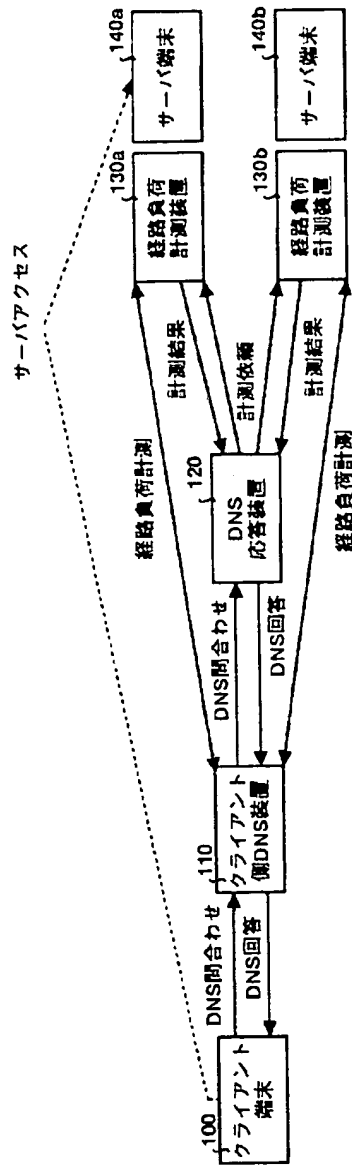 サーバアクセス
140a
サーバ端末
140b
サーバ端末
130a
経路負荷
計測装置
130b
経路負荷
計測装置
経路負荷計測
計測結果
計測依頼
計測結果
経路負荷計測
120
DNS
応答装置
DNS問合わせ
DNS回答
110
クライアント
側DNS装置
DNS問合わせ
DNS回答
100
クライアント
端末